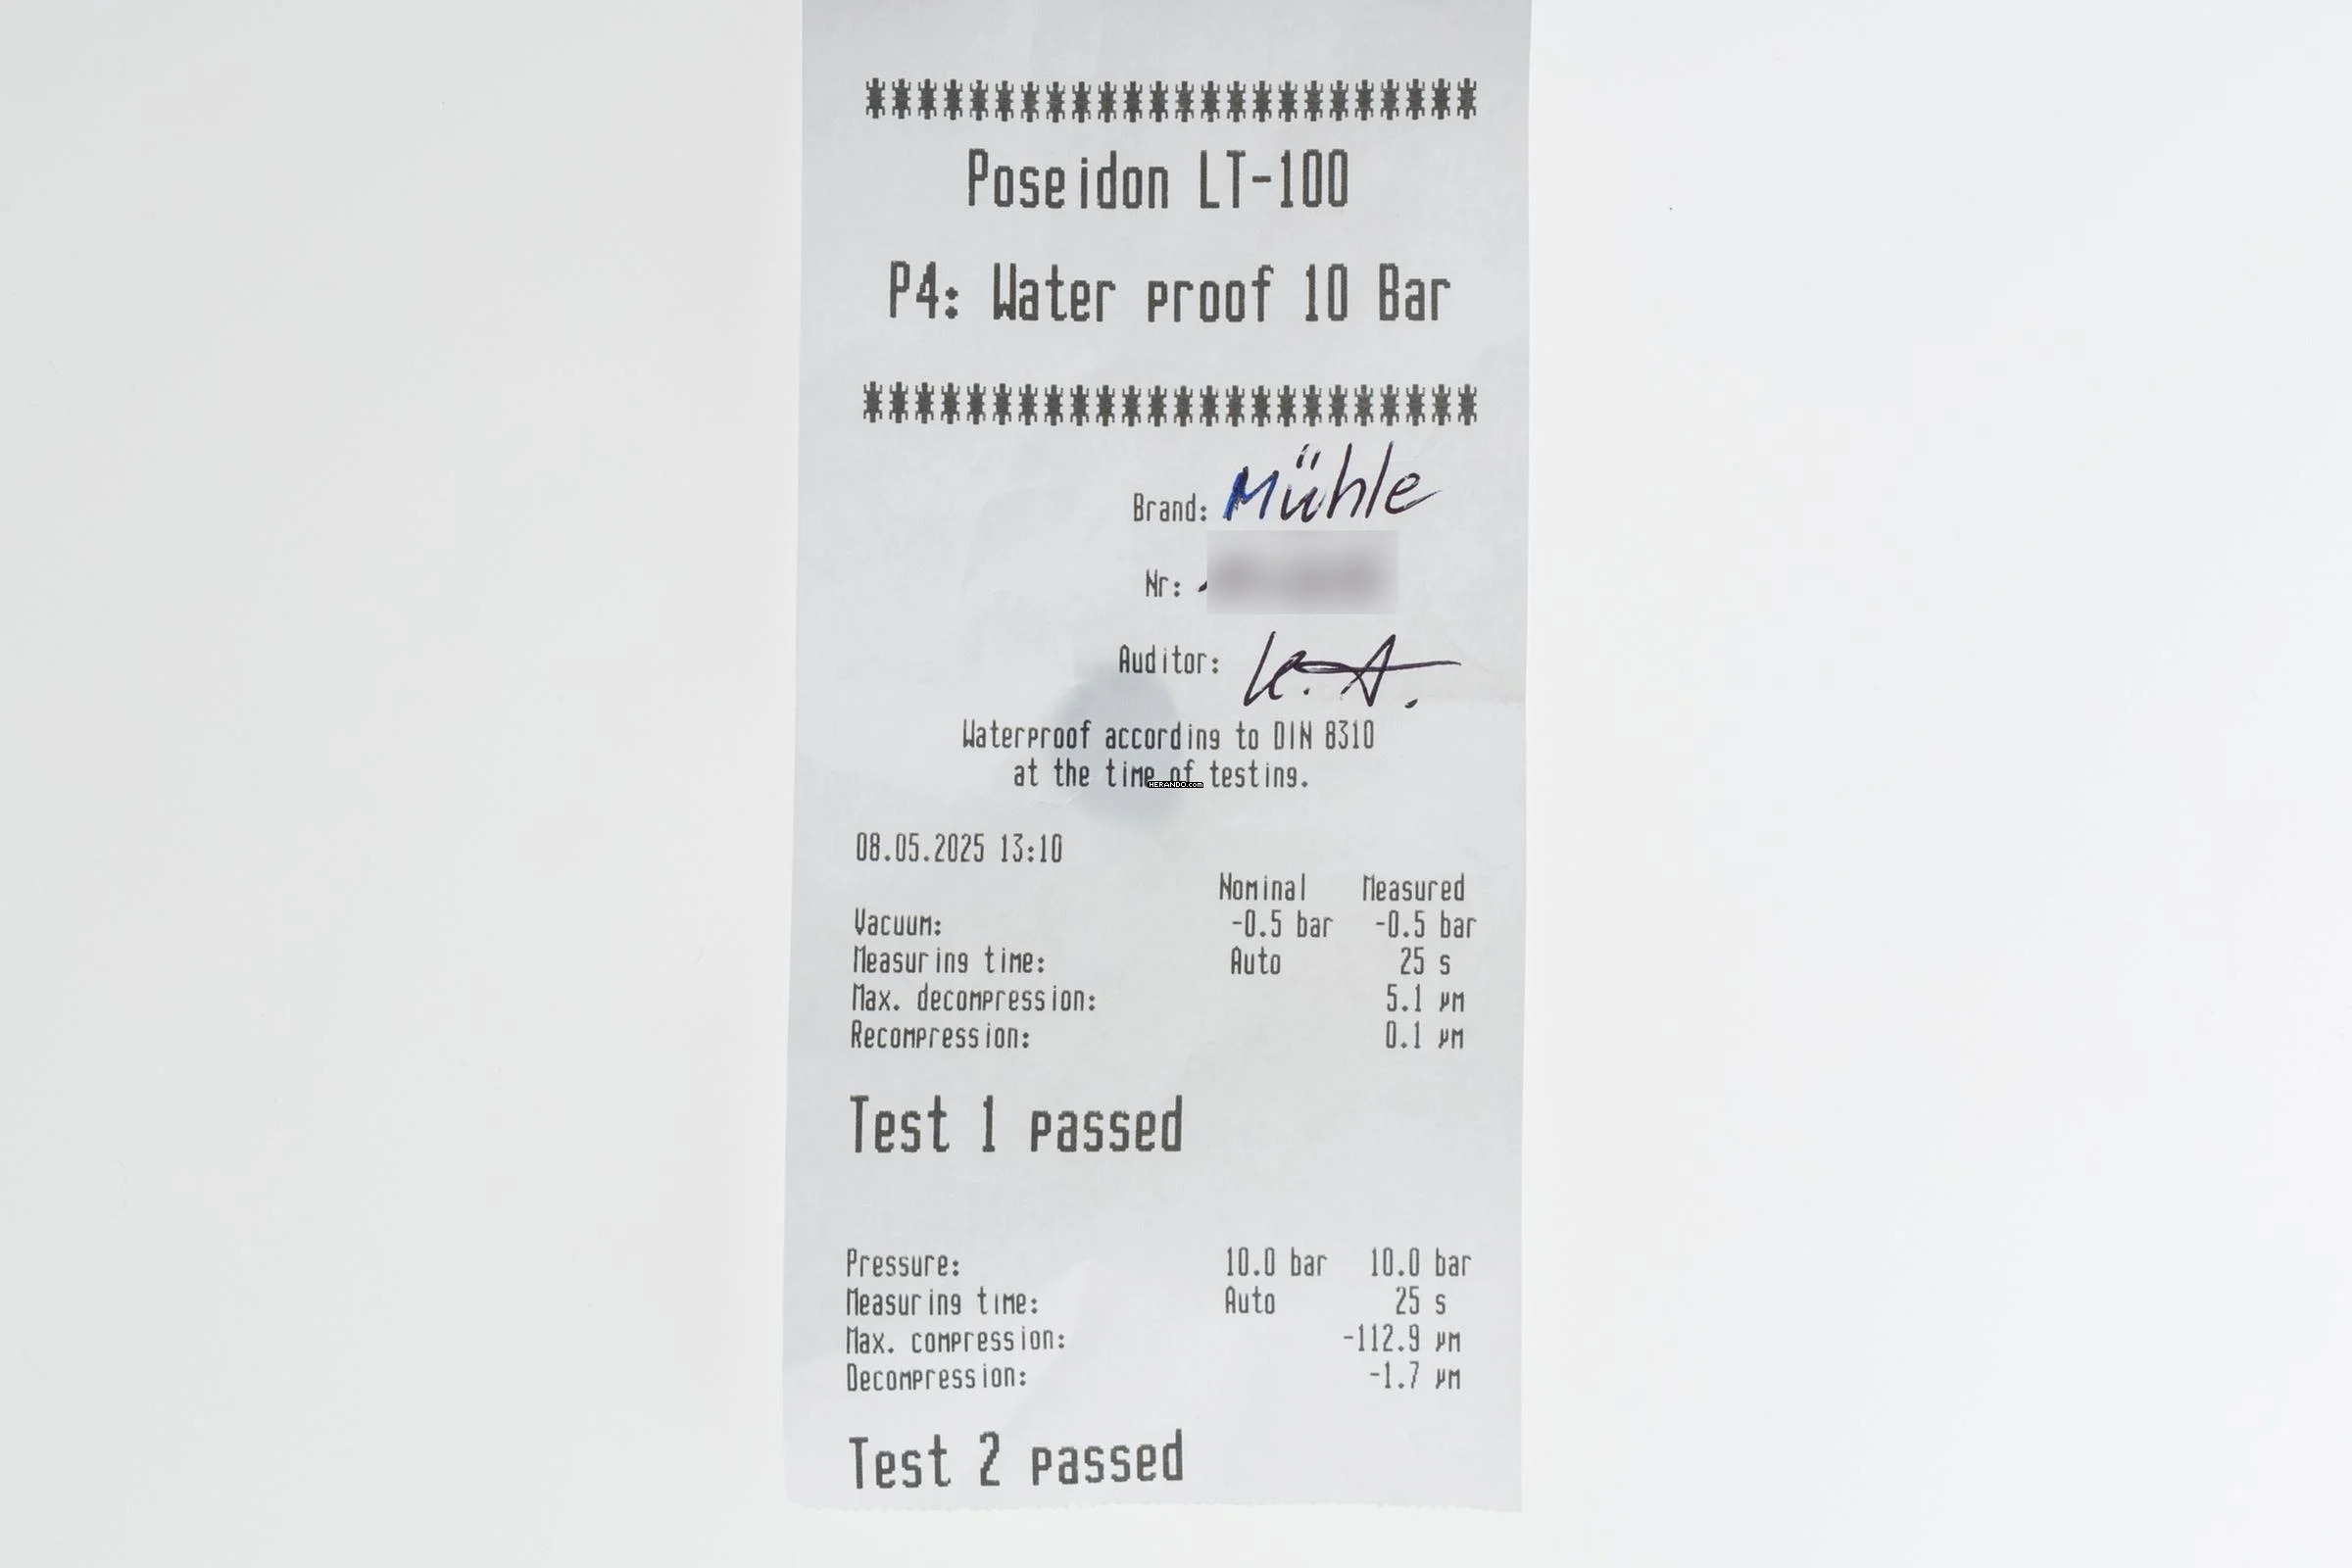 ************************
Poseidon LT-100
P4: Water proof 10 Bar
************************
Brand: Mühle
Nr:
Auditor: K.A.
Waterproof according to DIN 8310
at the time of testing.
HERANDO.com
08.05.2025 13:10
Nominal Measured
Vacuum: -0.5 bar -0.5 bar
Measuring time: Auto 25 s
Max. decompression: 5.1 µm
Recompression: 0.1 µm
Test 1 passed
Pressure: 10.0 bar 10.0 bar
Measuring time: Auto 25 s
Max. compression: -112.9 µm
Decompression: -1.7 µm
Test 2 passed